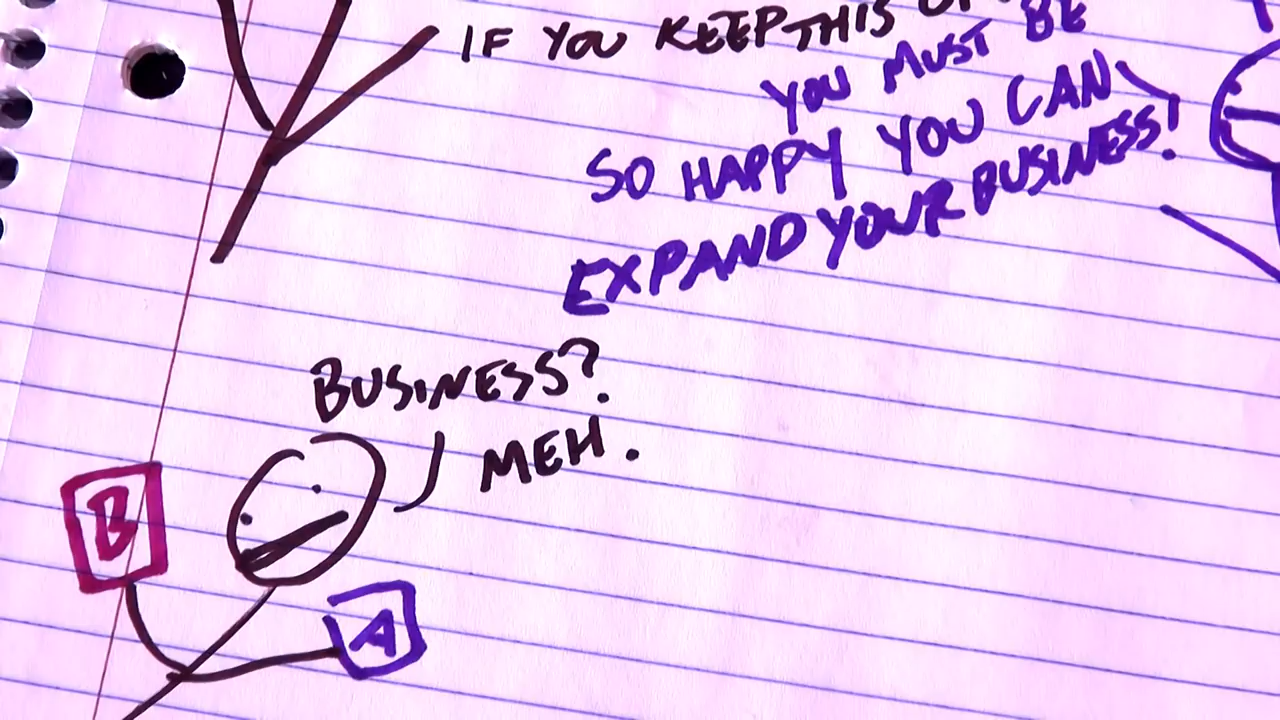 IF YOU KEEP THIS
YOU MUST BE
SO HAPPY YOU CAN
EXPAND YOUR BUSINESS!
BUSINESS?
MEH.
B
A